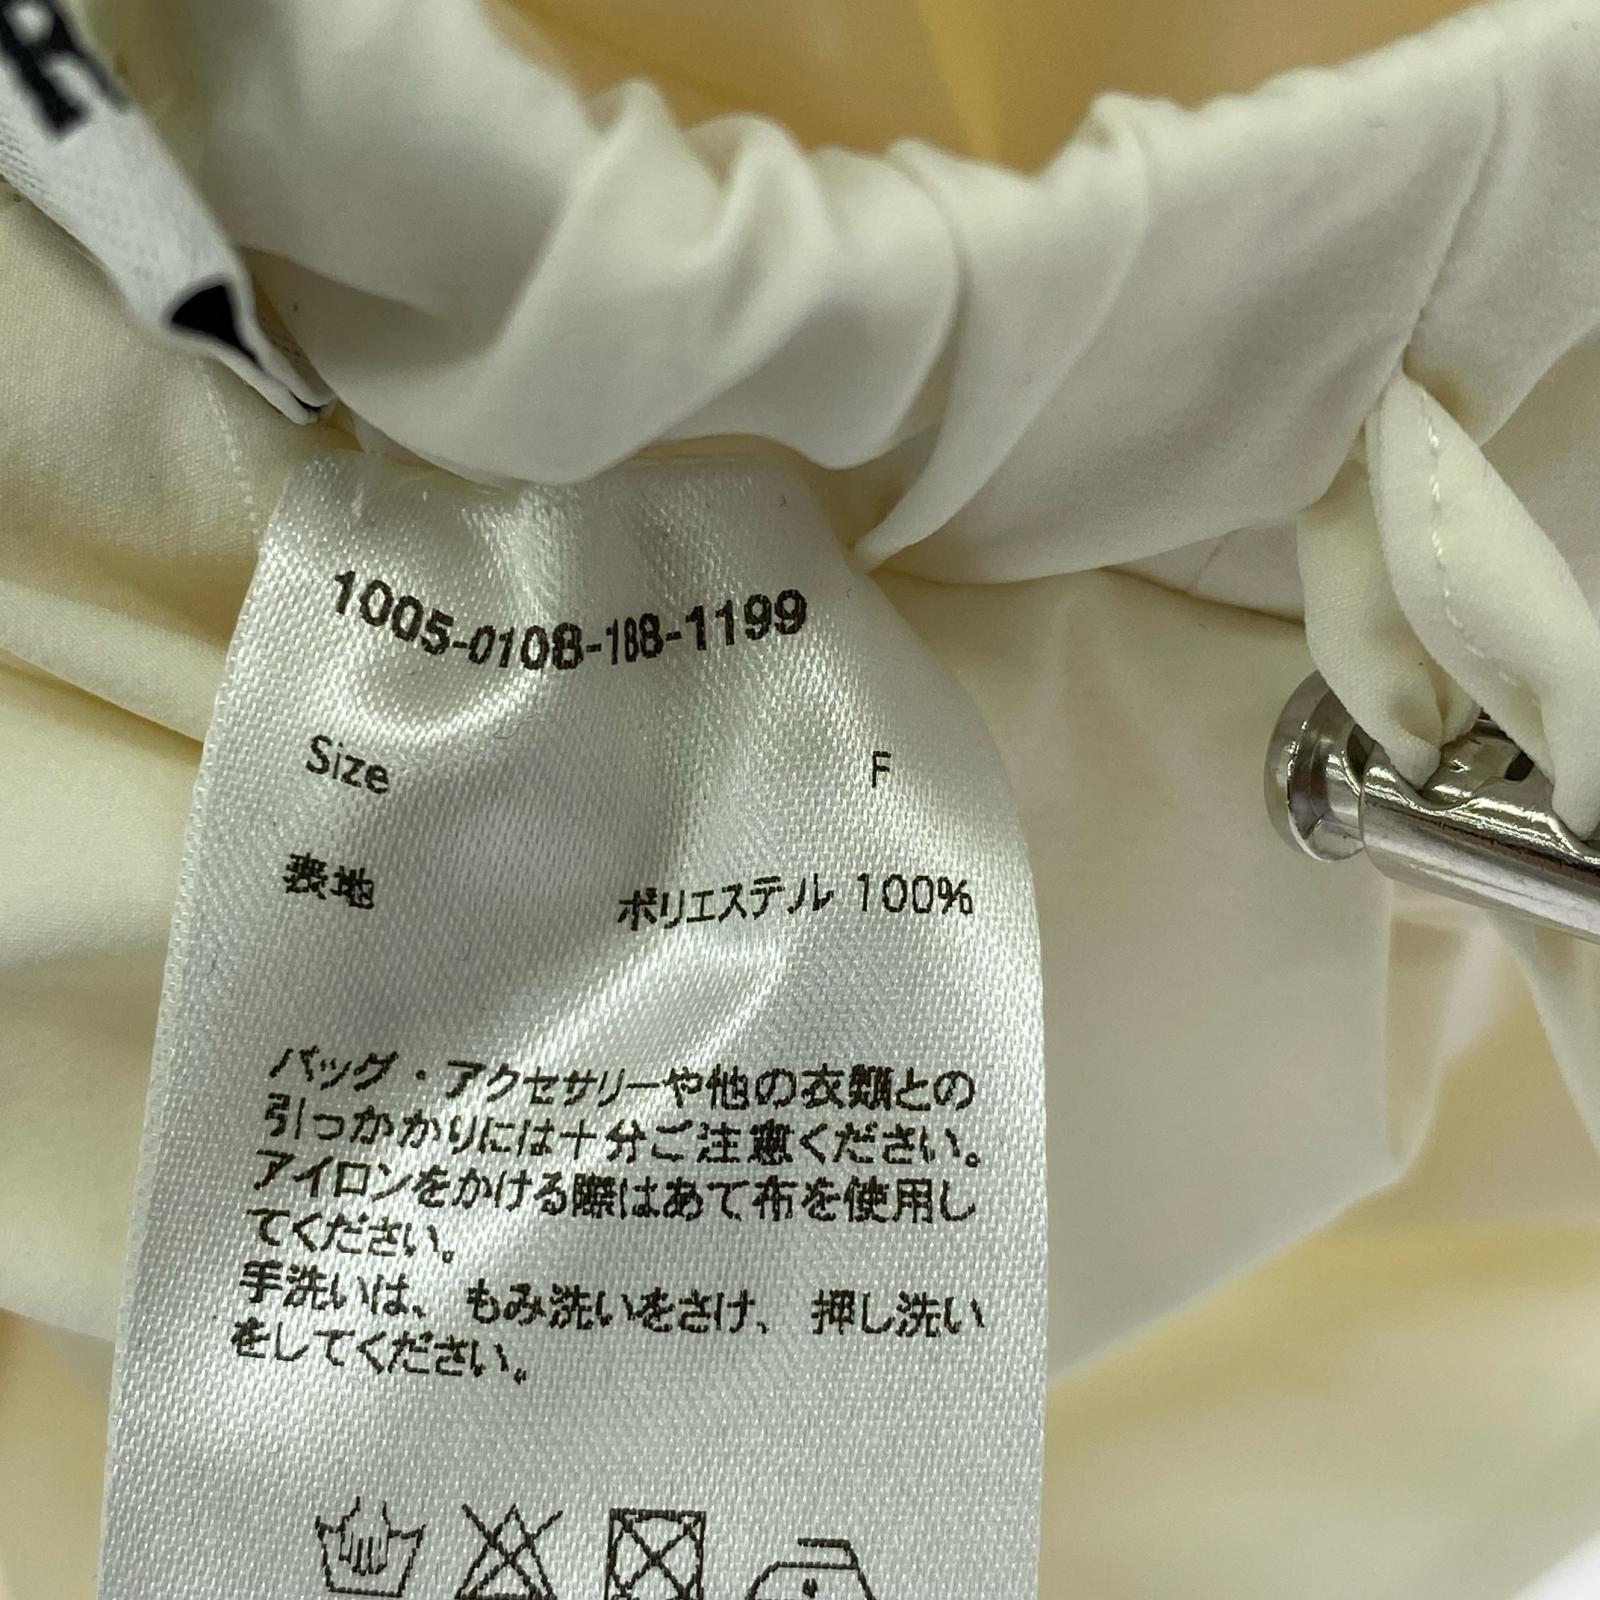 1005-0108-188-1199
Size F
表地 ポリエステル 100%
バッグ・アクセサリーや他の衣類との
引っかかりには十分ご注意ください。
アイロンをかける際はあて布を使用し
てください。
手洗いは、もみ洗いをさけ、押し洗い
をしてください。